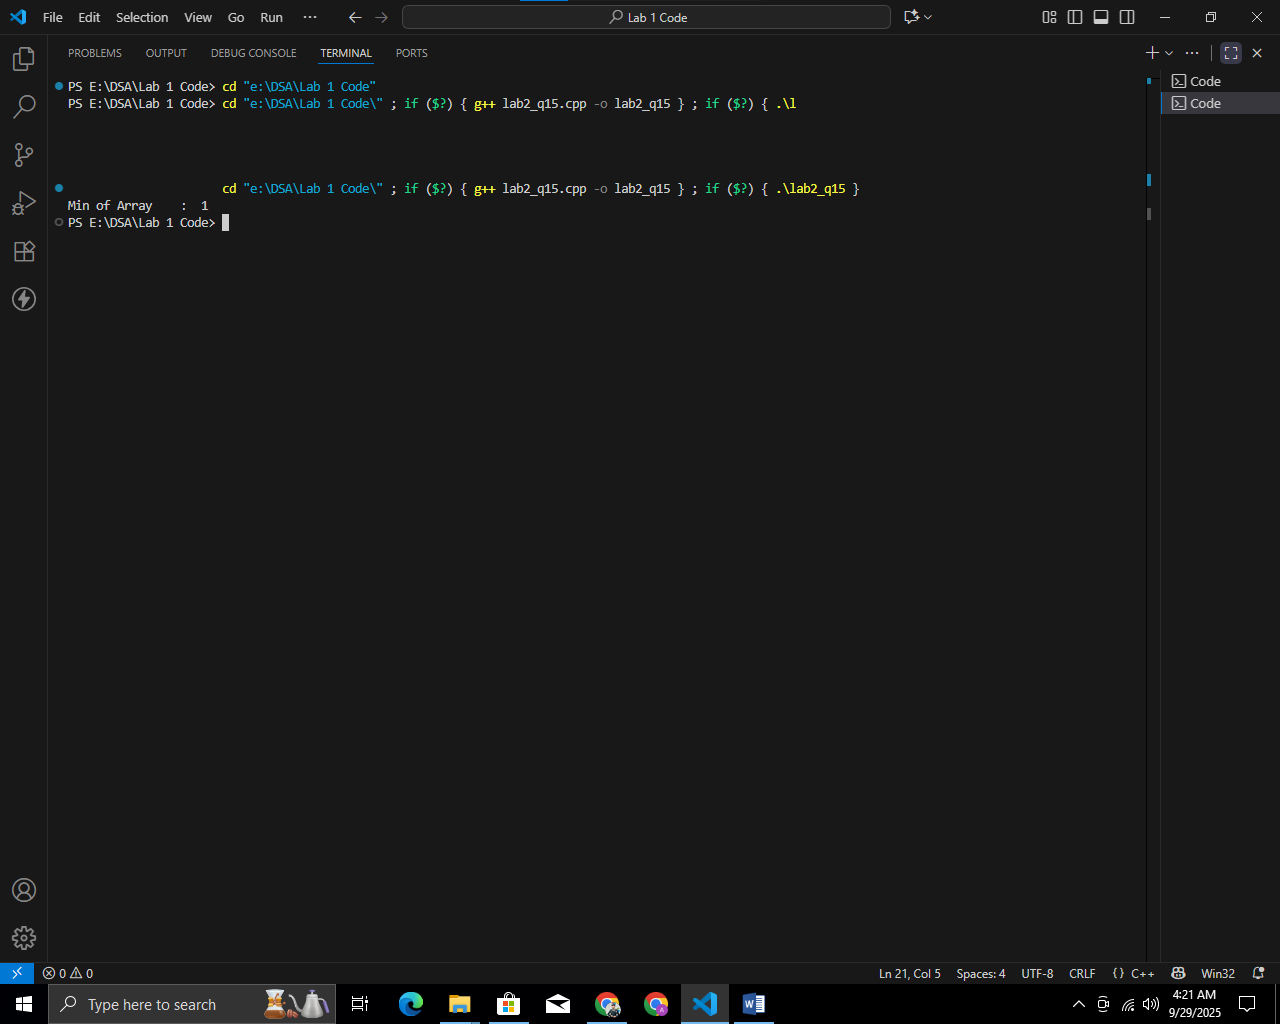 File Edit Selection View Go Run ··· Lab 1 Code
PROBLEMS OUTPUT DEBUG CONSOLE TERMINAL PORTS
PS E:\DSA\Lab 1 Code> cd "e:\DSA\Lab 1 Code"
PS E:\DSA\Lab 1 Code> cd "e:\DSA\Lab 1 Code\" ; if ($?) { g++ lab2_q15.cpp -o lab2_q15 } ; if ($?) { .\l
cd "e:\DSA\Lab 1 Code\" ; if ($?) { g++ lab2_q15.cpp -o lab2_q15 } ; if ($?) { .\lab2_q15 }
Min of Array    :  1
PS E:\DSA\Lab 1 Code>
Code
Code
0 0 Ln 21, Col 5 Spaces: 4 UTF-8 CRLF { } C++ Win32
Type here to search
4:21 AM
9/29/2025